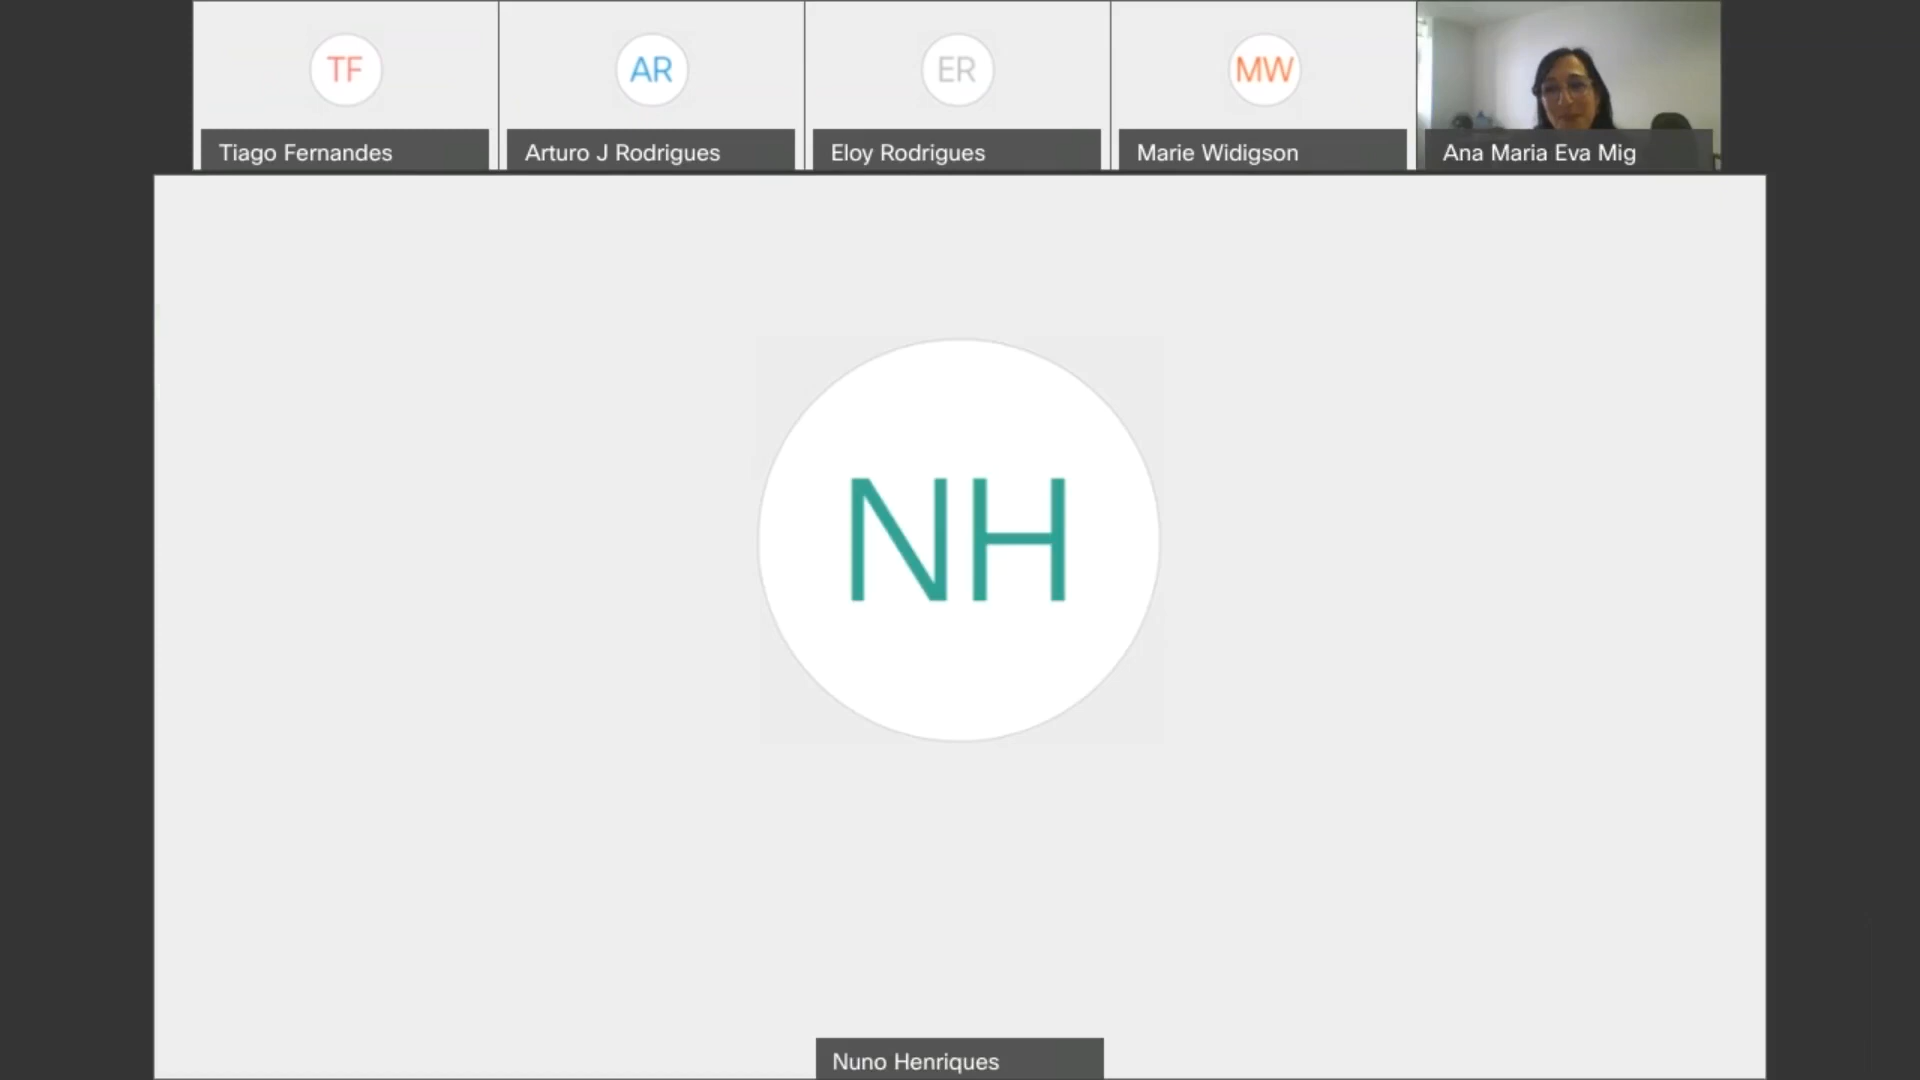 TF
Tiago Fernandes
AR
Arturo J Rodrigues
ER
Eloy Rodrigues
MW
Marie Widigson
Ana Maria Eva Mig
NH
Nuno Henriques